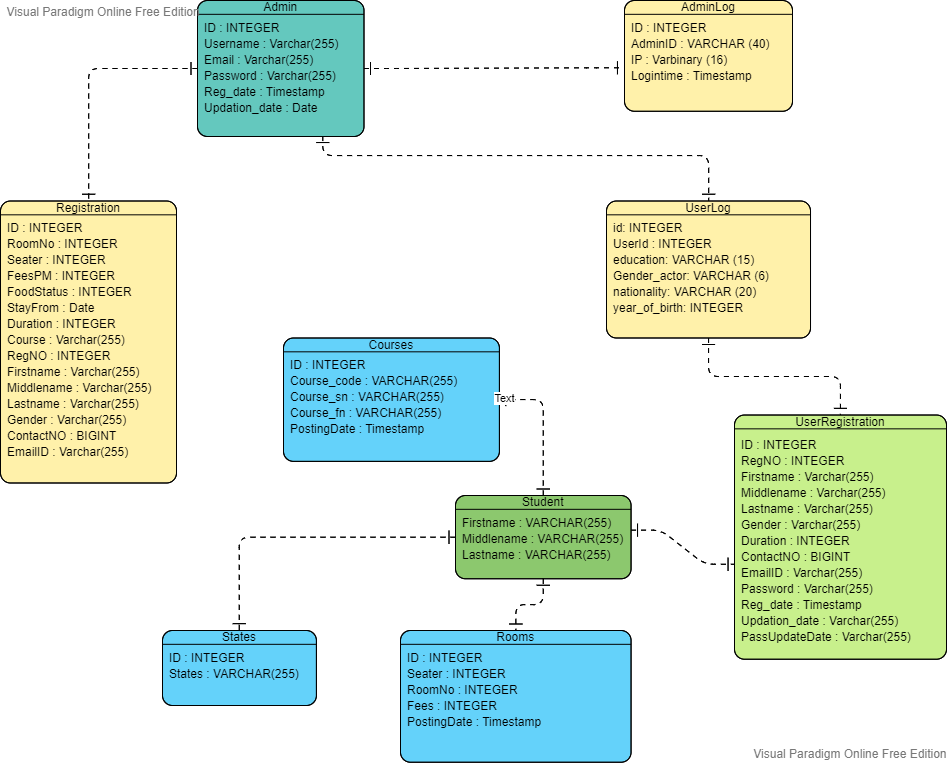 Visual Paradigm Online Free Edition
Admin
ID : INTEGER
Username : Varchar(255)
Email : Varchar(255)
Password : Varchar(255)
Reg_date : Timestamp
Updation_date : Date
AdminLog
ID : INTEGER
AdminID : VARCHAR (40)
IP : Varbinary (16)
Logintime : Timestamp
Registration
ID : INTEGER
RoomNo : INTEGER
Seater : INTEGER
FeesPM : INTEGER
FoodStatus : INTEGER
StayFrom : Date
Duration : INTEGER
Course : Varchar(255)
RegNO : INTEGER
Firstname : Varchar(255)
Middlename : Varchar(255)
Lastname : Varchar(255)
Gender : Varchar(255)
ContactNO : BIGINT
EmailID : Varchar(255)
UserLog
id: INTEGER
UserId : INTEGER
education: VARCHAR (15)
Gender_actor: VARCHAR (6)
nationality: VARCHAR (20)
year_of_birth: INTEGER
Courses
ID : INTEGER
Course_code : VARCHAR(255)
Course_sn : VARCHAR(255)
Course_fn : VARCHAR(255)
PostingDate : Timestamp
Text
UserRegistration
ID : INTEGER
RegNO : INTEGER
Firstname : Varchar(255)
Middlename : Varchar(255)
Lastname : Varchar(255)
Gender : Varchar(255)
Duration : INTEGER
ContactNO : BIGINT
EmailID : Varchar(255)
Password : Varchar(255)
Reg_date : Timestamp
Updation_date : Varchar(255)
PassUpdateDate : Varchar(255)
Student
Firstname : VARCHAR(255)
Middlename : VARCHAR(255)
Lastname : VARCHAR(255)
States
ID : INTEGER
States : VARCHAR(255)
Rooms
ID : INTEGER
Seater : INTEGER
RoomNo : INTEGER
Fees : INTEGER
PostingDate : Timestamp
Visual Paradigm Online Free Edition